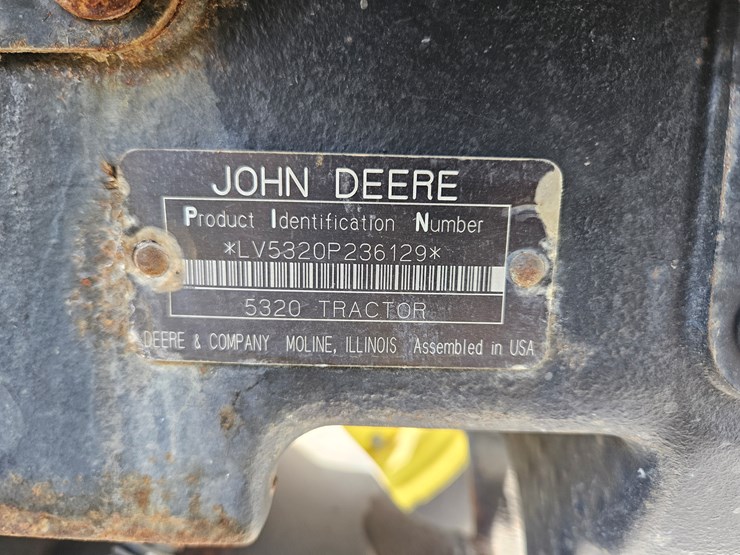 JOHN DEERE
Product Identification Number
*LV5320P236129*
5320 TRACTOR
DEERE & COMPANY MOLINE, ILLINOIS Assembled in USA